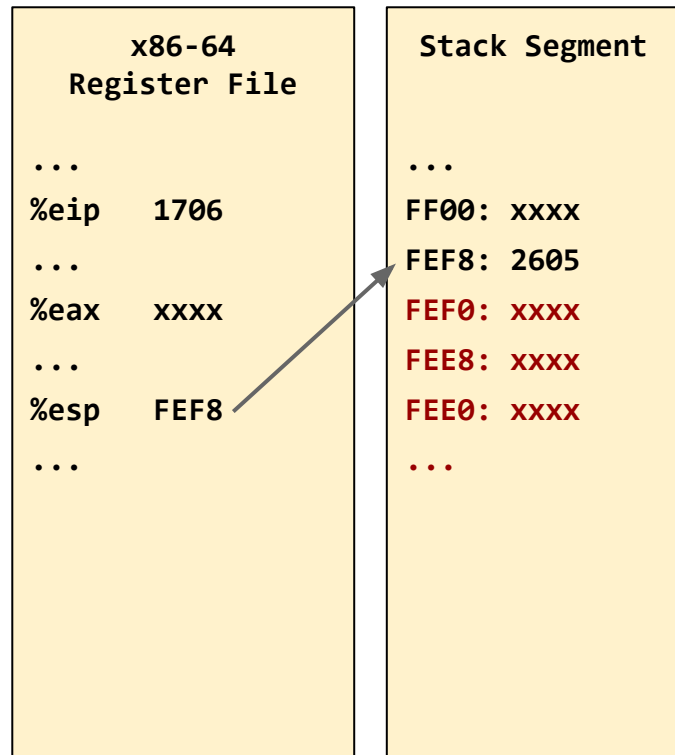 x86-64
Register File
...
%eip 1706
...
%eax xxxx
...
%esp FEF8
...
Stack Segment
...
FF00: xxxx
FEF8: 2605
FEF0: xxxx
FEE8: xxxx
FEE0: xxxx
...